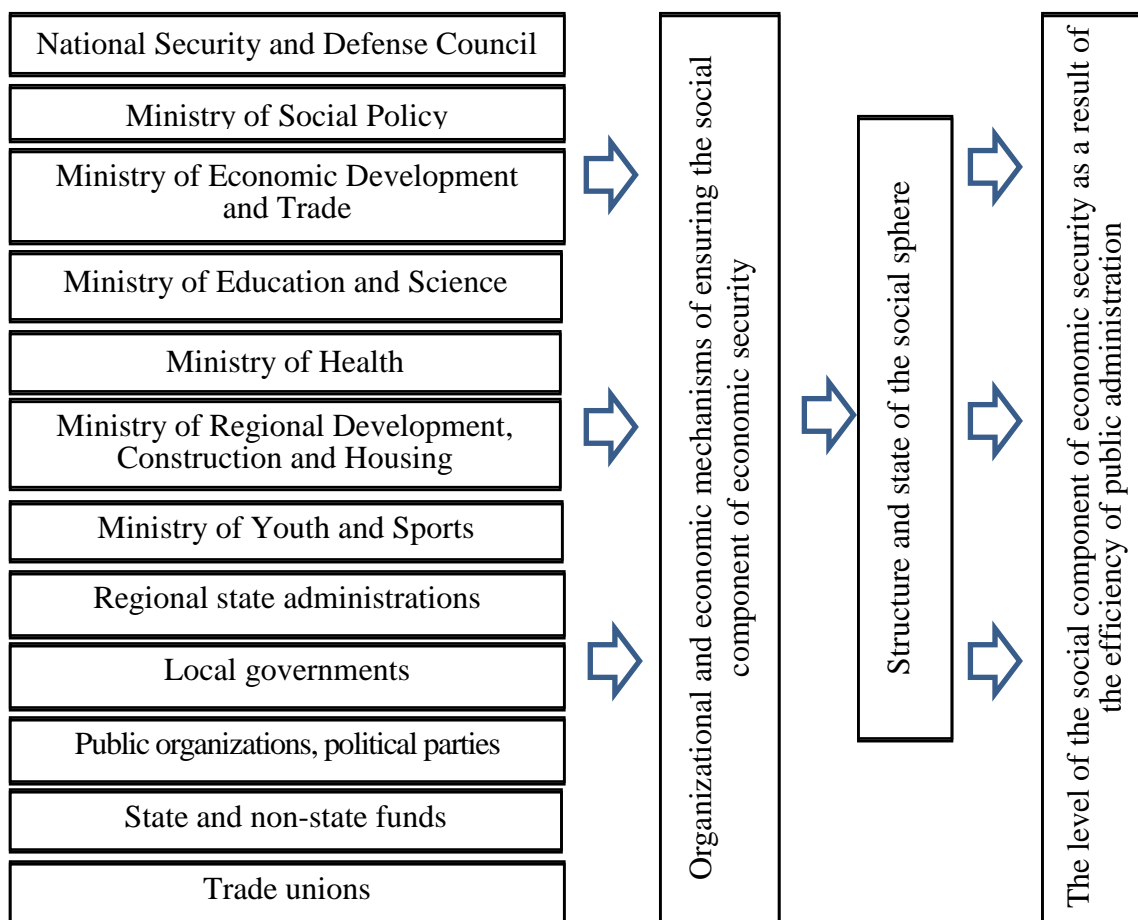 National Security and Defense Council
Ministry of Social Policy
Ministry of Economic Development
and Trade
Ministry of Education and Science
Ministry of Health
Ministry of Regional Development,
Construction and Housing
Ministry of Youth and Sports
Regional state administrations
Local governments
Public organizations, political parties
State and non-state funds
Trade unions
Organizational and economic mechanisms of ensuring the social
component of economic security
Structure and state of the social sphere
The level of the social component of economic security as a result of
the efficiency of public administration